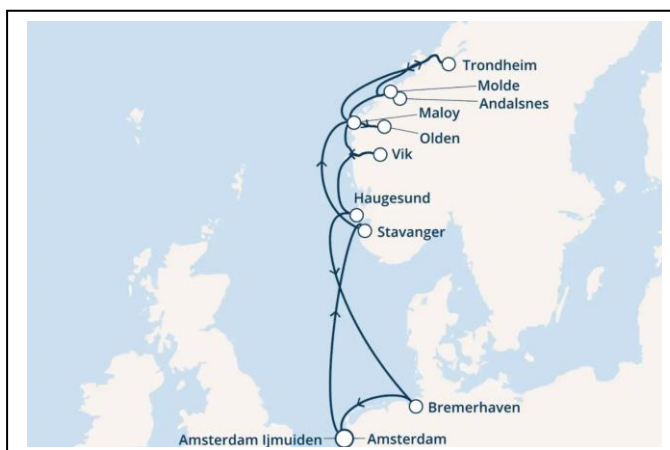 Trondheim
Molde
Andalsnes
Maloy
Olden
Vik
Haugesund
Stavanger
Bremerhaven
Amsterdam Ijmuiden
Amsterdam